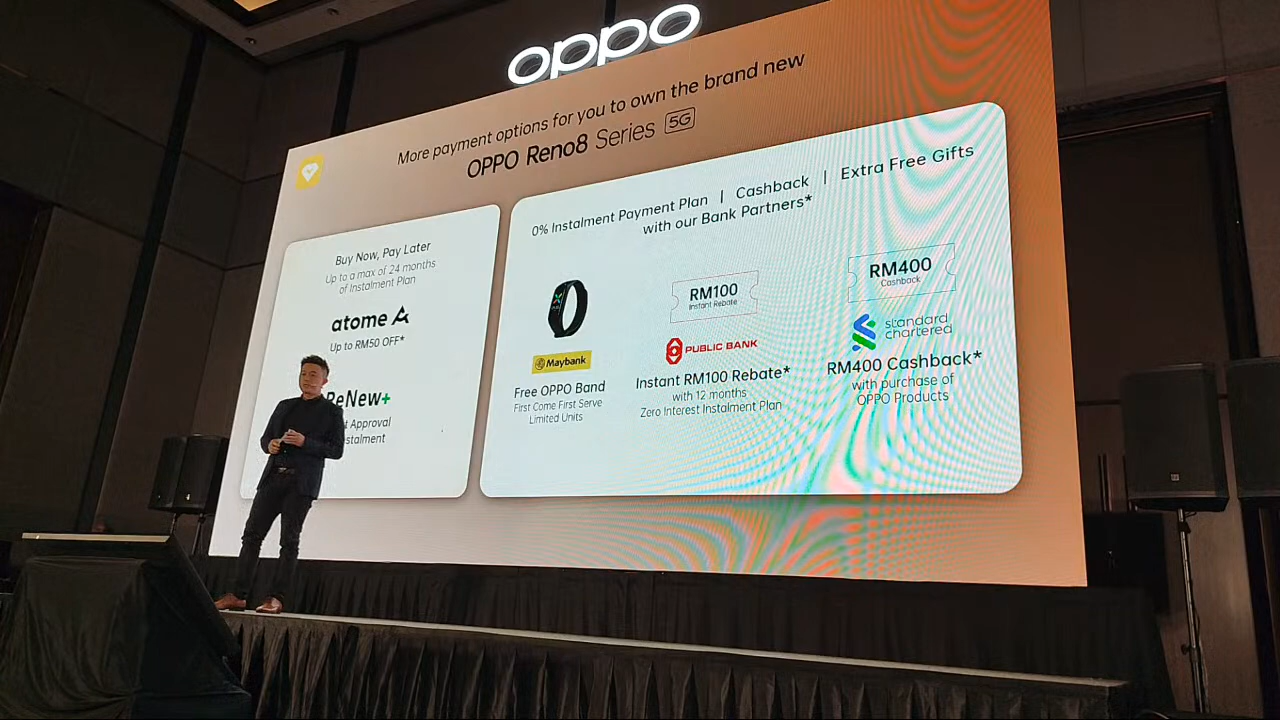 oppo
More payment options for you to own the brand new
OPPO Reno8 Series 5G
Buy Now, Pay Later
Up to a max of 24 months
of Instalment Plan
atome
Up to RM50 OFF*
ReNew+
Approval
stalment
0% Instalment Payment Plan | Cashback | Extra Free Gifts
with our Bank Partners*
Maybank
Free OPPO Band
First Come First Serve
Limited Units
RM100
Instant Rebate
PUBLIC BANK
Instant RM100 Rebate*
with 12 months
Zero Interest Instalment Plan
RM400
Cashback
standard
chartered
RM400 Cashback*
with purchase of
OPPO Products